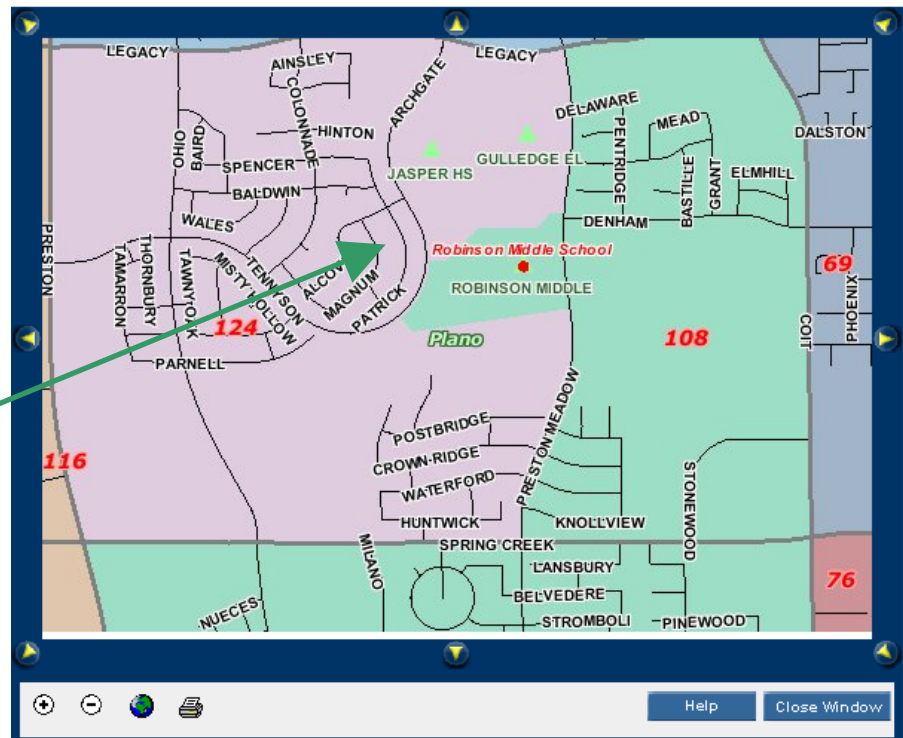 LEGACY
LEGACY
AINSLEY
COLONNADE
ARCHGATE
DELAWARE
MEAD
PENTRIDGE
DALSTON
OHIO
BAIRD
HINTON
SPENCER
JASPER HS
GULLEDGE EL
BASTILLE
GRANT
ELMHILL
BALDWIN
WALES
DENHAM
PRESTON
TAMARRON
THORNBURY
TAWNY OAK
MISTY HOLLOW
TENNYSON
ALCOV
MAGNUM
PATRICK
Robinson Middle School
ROBINSON MIDDLE
69
PHOENIX
COIT
124
Plano
108
PARNELL
POSTBRIDGE
PRESTON MEADOW
116
CROWN-RIDGE
WATERFORD
STONEWOOD
HUNTWICK
KNOLLVIEW
MILANO
SPRING CREEK
LANSBURY
76
BELVEDERE
NUECES
STROMBOLI
PINEWOOD
Help
Close Window